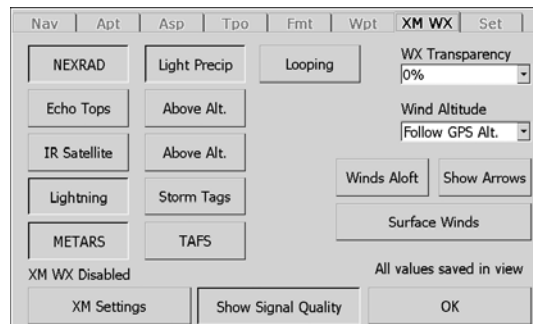 Nav Apt Asp Tpo Fmt Wpt XM WX Set
NEXRAD Light Precip Looping WX Transparency
0%
Echo Tops Above Alt. Wind Altitude
Follow GPS Alt.
IR Satellite Above Alt.
Winds Aloft Show Arrows
Lightning Storm Tags
Surface Winds
METARS TAFS
XM WX Disabled All values saved in view
XM Settings Show Signal Quality OK